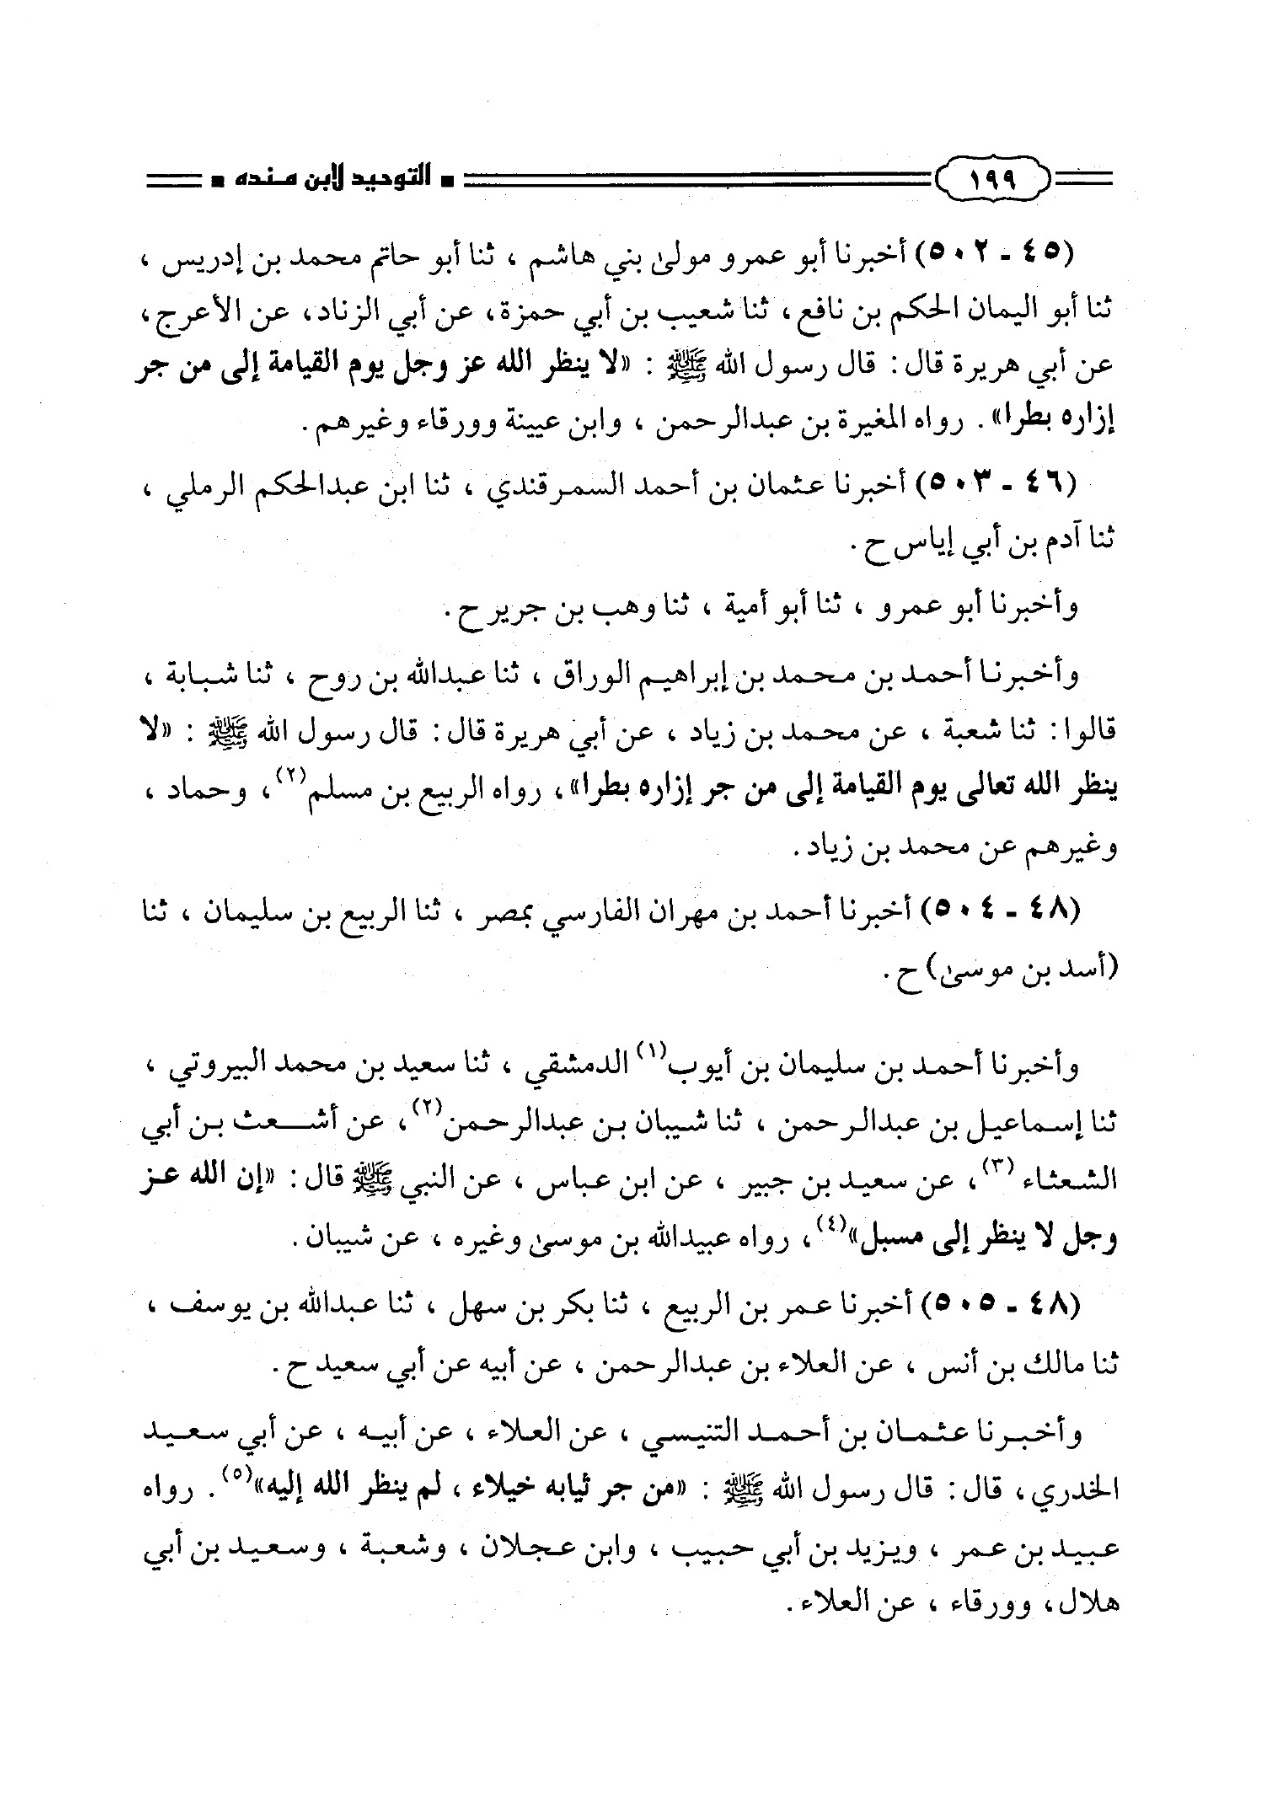 ١٩٩ ■ التوحيد لابن منده ■
(٤٥ - ٥٠٢) أخبرنا أبو عمرو مولى بني هاشم ، ثنا أبو حاتم محمد بن إدريس ،
ثنا أبو اليمان الحكم بن نافع، ثنا شعيب بن أبي حمزة، عن أبي الزناد، عن الأعرج،
عن أبي هريرة قال: قال رسول الله ﷺ : «لا ينظر الله عز وجل يوم القيامة إلى من جر
إزاره بطرا». رواه المغيرة بن عبدالرحمن ، وابن عيينة وورقاء وغيرهم.
(٤٦ - ٥٠٣) أخبرنا عثمان بن أحمد السمرقندي ، ثنا ابن عبدالحكم الرملي ،
ثنا آدم بن أبي إياس ح.
وأخبرنا أبو عمرو ، ثنا أبو أمية ، ثنا وهب بن جرير ح.
وأخبرنا أحمد بن محمد بن إبراهيم الوراق ، ثنا عبدالله بن روح ، ثنا شبابة ،
قالوا: ثنا شعبة ، عن محمد بن زياد ، عن أبي هريرة قال: قال رسول الله ﷺ : «لا
ينظر الله تعالى يوم القيامة إلى من جر إزاره بطرا»، رواه الربيع بن مسلم(٢)، وحماد ،
وغيرهم عن محمد بن زياد.
(٤٨ - ٥٠٤) أخبرنا أحمد بن مهران الفارسي بمصر ، ثنا الربيع بن سليمان ، ثنا
(أسد بن موسىٰ) ح.
وأخبرنا أحمد بن سليمان بن أيوب(١) الدمشقي ، ثنا سعيد بن محمد البيروتي ،
ثنا إسماعيل بن عبدالرحمن ، ثنا شيبان بن عبدالرحمن(٢)، عن أشعث بن أبي
الشعثاء (٣)، عن سعيد بن جبير ، عن ابن عباس ، عن النبي ﷺ قال: «إن الله عز
وجل لا ينظر إلى مسبل»(٤)، رواه عبيدالله بن موسىٰ وغيره ، عن شيبان.
(٤٨ - ٥٠٥) أخبرنا عمر بن الربيع ، ثنا بكر بن سهل ، ثنا عبدالله بن يوسف ،
ثنا مالك بن أنس ، عن العلاء بن عبدالرحمن ، عن أبيه عن أبي سعيد ح.
وأخبرنا عثمان بن أحمد التنيسي ، عن العلاء ، عن أبيه ، عن أبي سعيد
الخدري، قال: قال رسول الله ﷺ : «من جر ثيابه خيلاء ، لم ينظر الله إليه»(٥). رواه
عبيد بن عمر ، ويزيد بن أبي حبيب ، وابن عجلان ، وشعبة ، وسعيد بن أبي
هلال، وورقاء ، عن العلاء.